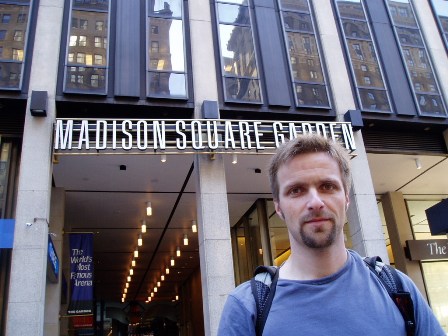 MADISON SQUARE GARDEN
The
World's
Most
Famous
Arena
THE